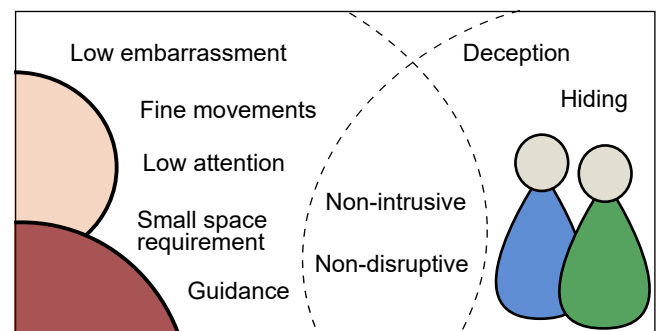 Low embarrassment
Deception
Hiding
Fine movements
Low attention
Non-intrusive
Small space
requirement
Non-disruptive
Guidance